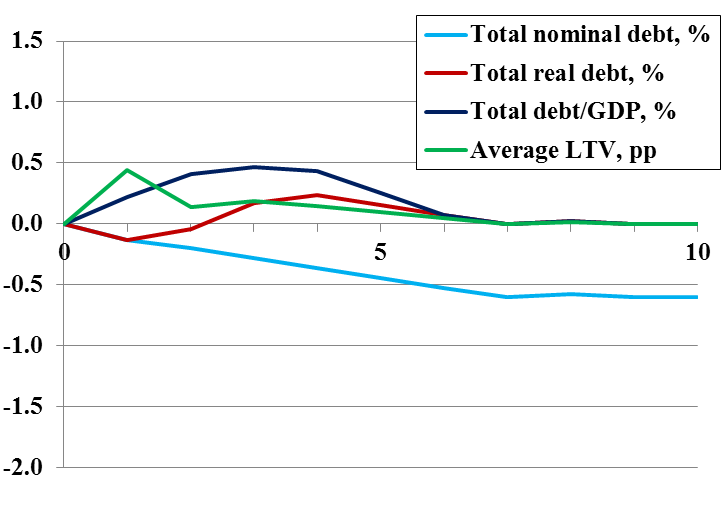 1.5
1.0
0.5
0.0
-0.5
-1.0
-1.5
-2.0
0
5
10
Total nominal debt, %
Total real debt, %
Total debt/GDP, %
Average LTV, pp